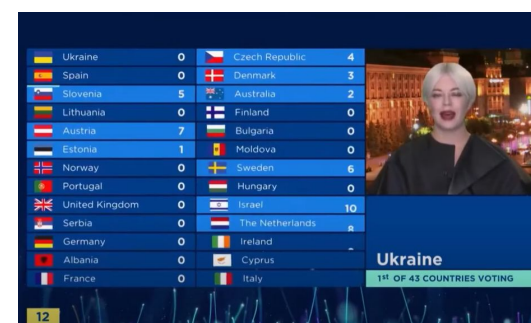 Ukraine 0
Spain 0
Slovenia 5
Lithuania 0
Austria 7
Estonia 1
Norway 0
Portugal 0
United Kingdom 0
Serbia 0
Germany 0
Albania 0
France 0
Czech Republic 4
Denmark 3
Australia 2
Finland 0
Bulgaria 0
Moldova 0
Sweden 6
Hungary 0
Israel 10
The Netherlands 8
Ireland
Cyprus
Italy
Ukraine
1st OF 43 COUNTRIES VOTING
12